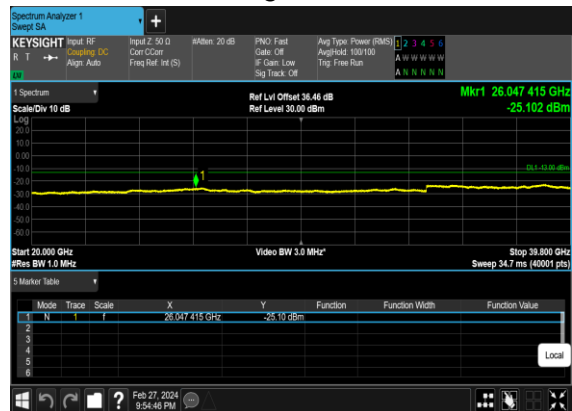 Spectrum Analyzer 1
Swept SA
+
KEYSIGHT Input: RF Input Z: 50 Ω #Atten: 20 dB PNO: Fast Avg Type: Power (RMS) 1 2 3 4 5 6
R T Coupling: DC Corr CCorr Gate: Off Avg|Hold: 100/100 A W W W W W
Align: Auto Freq Ref: Int (S) IF Gain: Low Trig: Free Run
Sig Track: Off A N N N N N
1 Spectrum Ref Lvl Offset 36.46 dB Mkr1 26.047 415 GHz
Scale/Div 10 dB Ref Level 30.00 dBm -25.102 dBm
Log
20.0
10.0
0.00
-10.0 DL1 -13.00 dBm
1
-20.0
-30.0
-40.0
-50.0
-60.0
Start 20.000 GHz Video BW 3.0 MHz* Stop 39.800 GHz
#Res BW 1.0 MHz Sweep 34.7 ms (40001 pts)
5 Marker Table
Mode Trace Scale X Y Function Function Width Function Value
1 N 1 f 26.047 415 GHz -25.10 dBm
2
3
4
5
6
Local
? Feb 27, 2024
9:54:46 PM